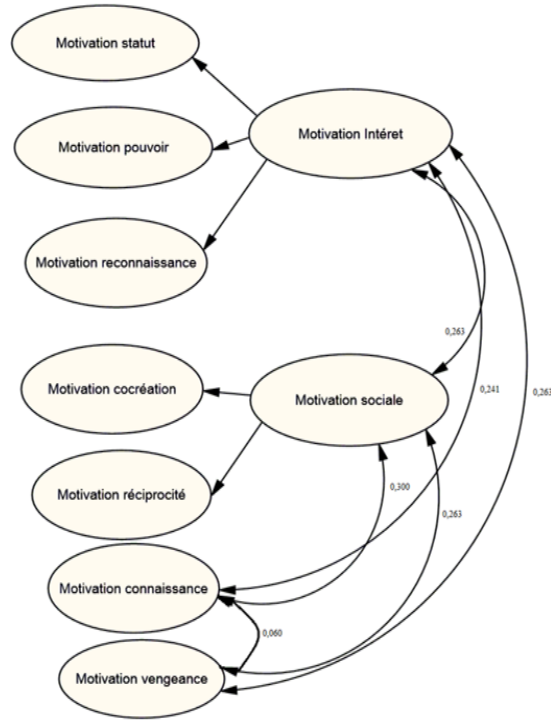 Motivation statut
Motivation Intéret
Motivation pouvoir
Motivation reconnaissance
0,263
Motivation cocréation
Motivation sociale
0,241
0,263
Motivation réciprocité
0,300
0,263
Motivation connaissance
0,060
Motivation vengeance